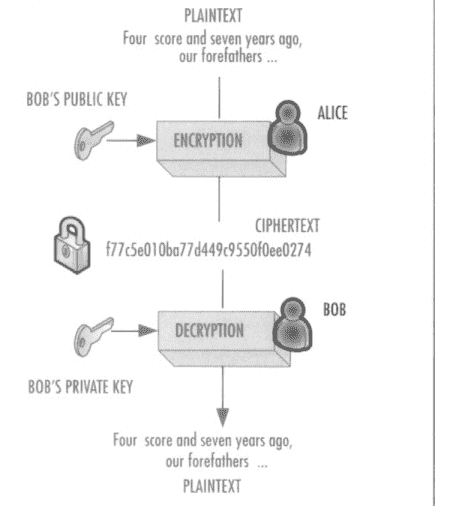 PLAINTEXT
Four score and seven years ago,
our forefathers ...
BOB'S PUBLIC KEY
ALICE
ENCRYPTION
CIPHERTEXT
f77c5e010ba77d449c9550f0ee0274
BOB
DECRYPTION
BOB'S PRIVATE KEY
Four score and seven years ago,
our forefathers ...
PLAINTEXT